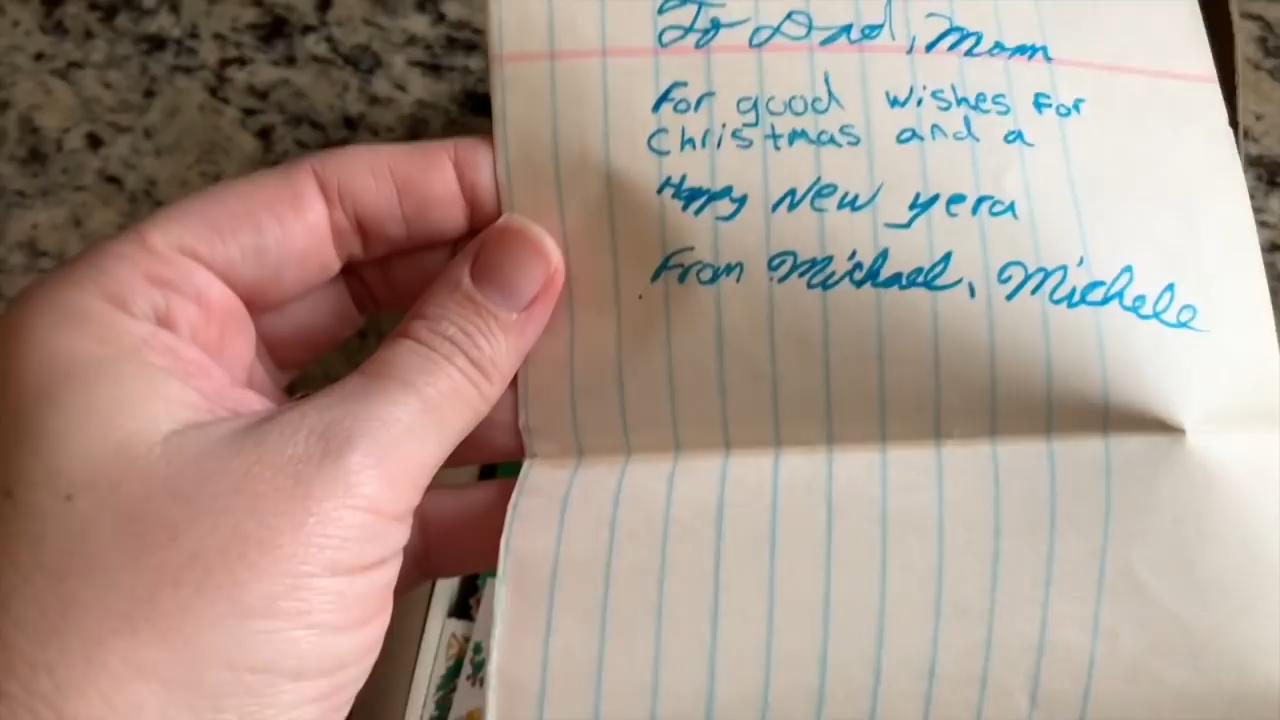 To Dad, Mom
For good wishes For
Christmas and a
Happy New yera
From Michael, Michele